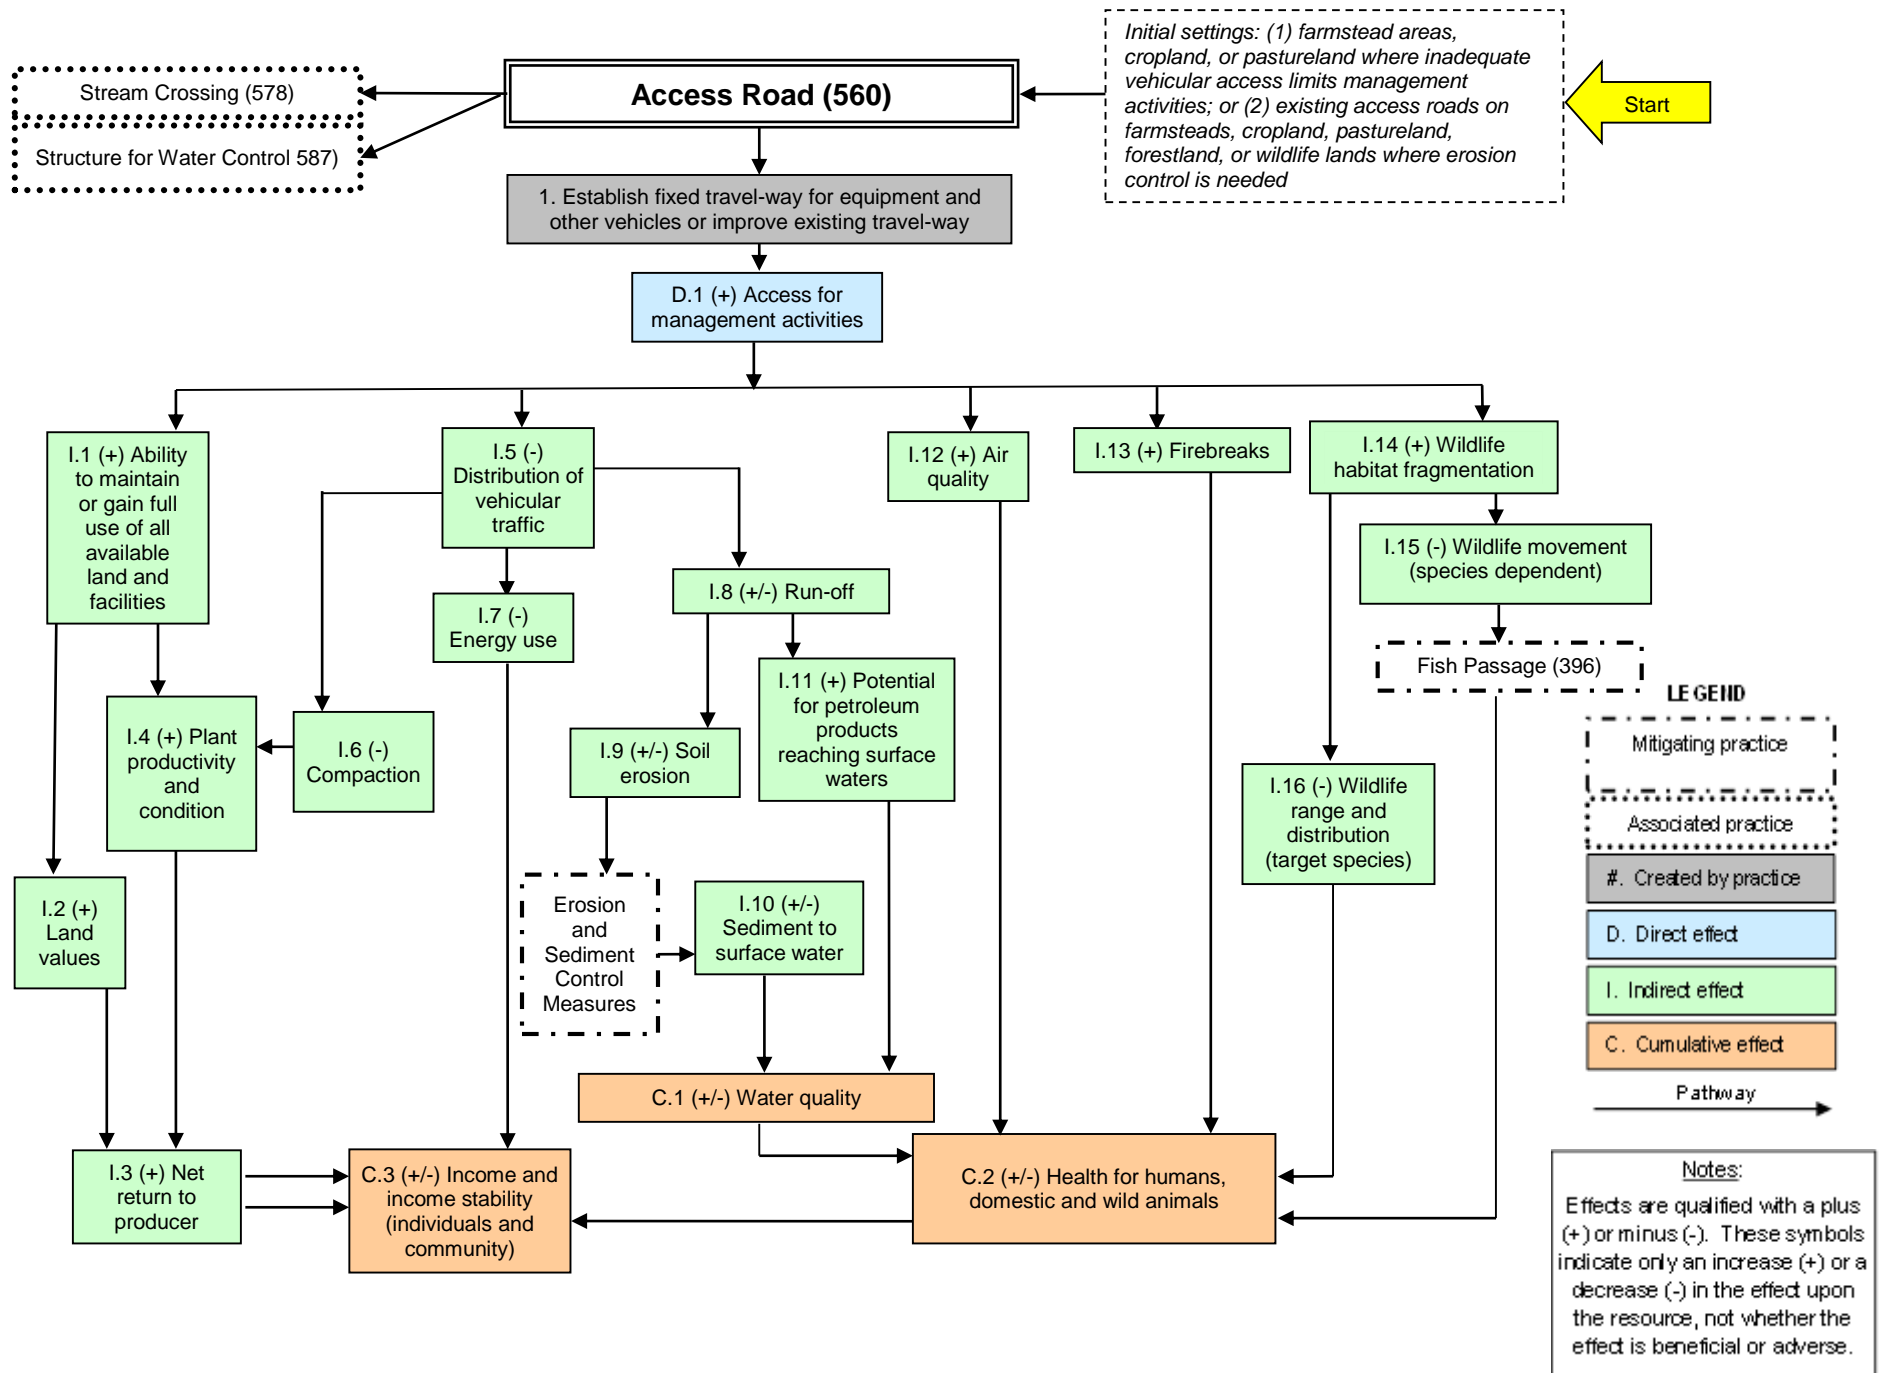 Initial settings: (1) farmstead areas,
cropland, or pastureland where inadequate
vehicular access limits management
activities; or (2) existing access roads on
farmsteads, cropland, pastureland,
forestland, or wildlife lands where erosion
control is needed
Start
Access Road (560)
Stream Crossing (578)
Structure for Water Control 587)
1. Establish fixed travel-way for equipment and
other vehicles or improve existing travel-way
D.1 (+) Access for
management activities
I.1 (+) Ability
to maintain
or gain full
use of all
available
land and
facilities
I.5 (-)
Distribution of
vehicular
traffic
I.12 (+) Air
quality
I.13 (+) Firebreaks
I.14 (+) Wildlife
habitat fragmentation
I.15 (-) Wildlife movement
(species dependent)
I.8 (+/-) Run-off
I.7 (-)
Energy use
Fish Passage (396)
I.11 (+) Potential
for petroleum
products
reaching surface
waters
I.4 (+) Plant
productivity
and
condition
I.6 (-)
Compaction
I.9 (+/-) Soil
erosion
I.16 (-) Wildlife
range and
distribution
(target species)
I.2 (+)
Land
values
Erosion
and
Sediment
Control
Measures
I.10 (+/-)
Sediment to
surface water
C.1 (+/-) Water quality
I.3 (+) Net
return to
producer
C.3 (+/-) Income and
income stability
(individuals and
community)
C.2 (+/-) Health for humans,
domestic and wild animals
LEGEND
Mitigating practice
Associated practice
#. Created by practice
D. Direct effect
I. Indirect effect
C. Cumulative effect
Pathway
Notes:
Effects are qualified with a plus
(+) or minus (-). These symbols
indicate only an increase (+) or a
decrease (-) in the effect upon
the resource, not whether the
effect is beneficial or adverse.